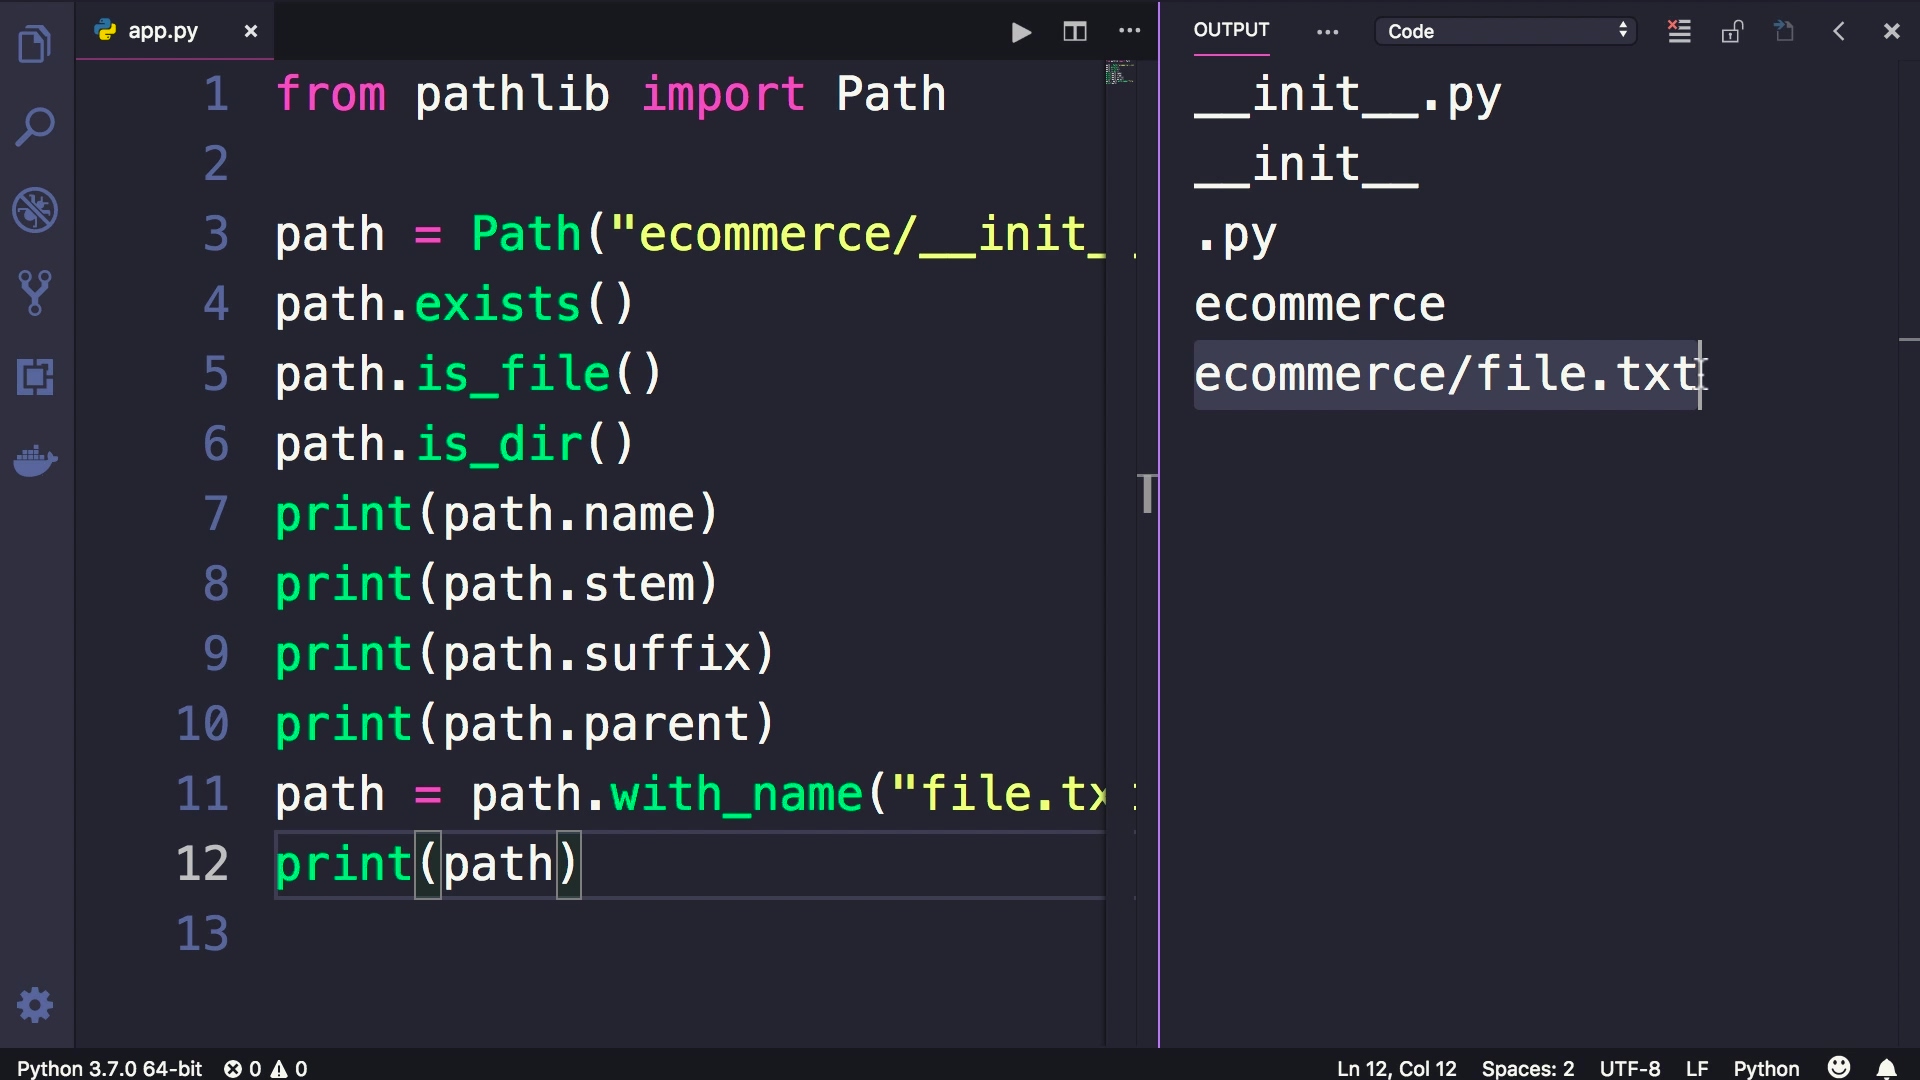 app.py
OUTPUT
Code
1 from pathlib import Path
2
3 path = Path("ecommerce/__init_
4 path.exists()
5 path.is_file()
6 path.is_dir()
7 print(path.name)
8 print(path.stem)
9 print(path.suffix)
10 print(path.parent)
11 path = path.with_name("file.tx
12 print(path)
13
__init__.py
__init__
.py
ecommerce
ecommerce/file.txt
Python 3.7.0 64-bit 0 0 Ln 12, Col 12 Spaces: 2 UTF-8 LF Python